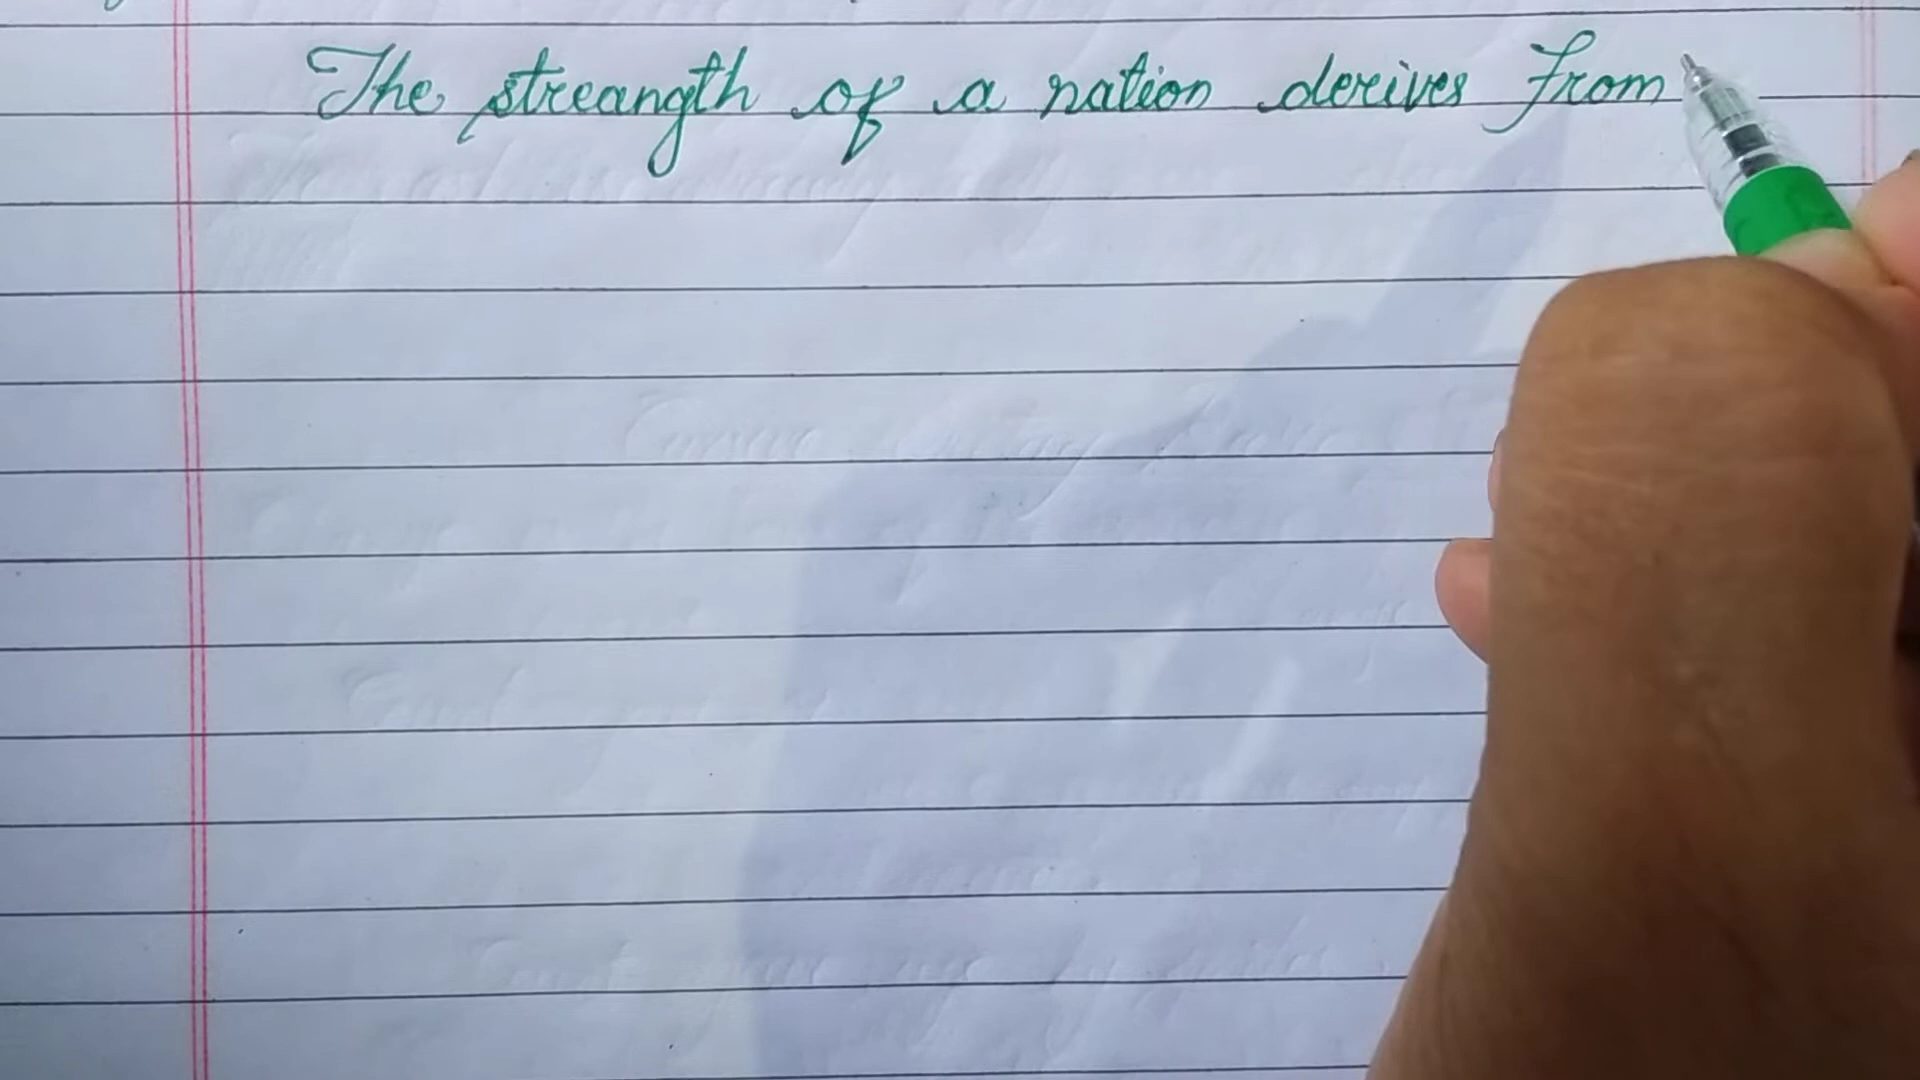 The streangth of a nation derives from